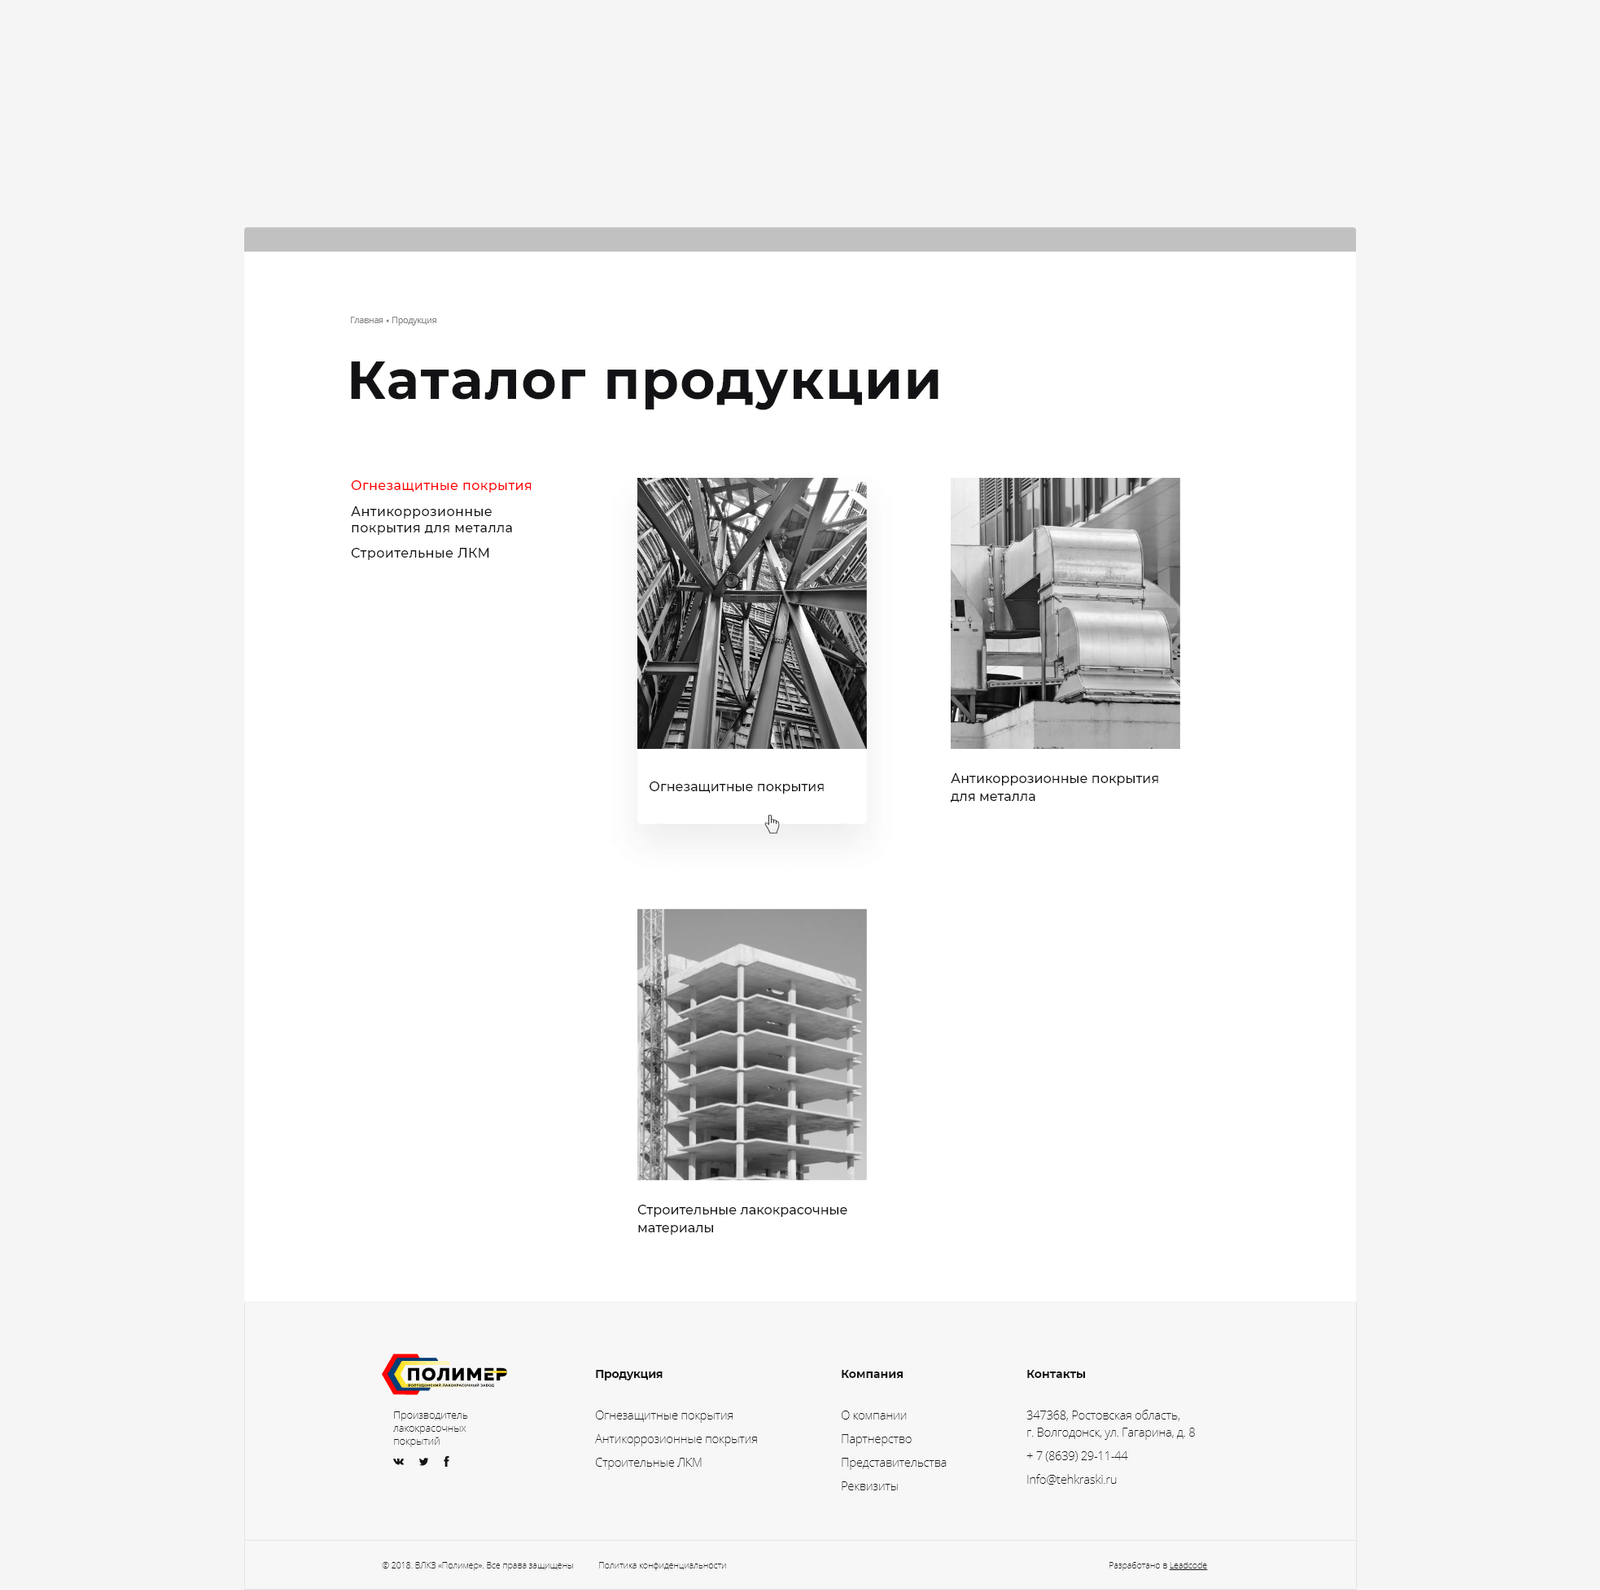 Главная • Продукция
Каталог продукции
Огнезащитные покрытия
Антикоррозионные
покрытия для металла
Строительные ЛКМ
Огнезащитные покрытия
Антикоррозионные покрытия
для металла
Строительные лакокрасочные
материалы
ПОЛИМЕР
ВОЛГОДОНСКИЙ ЛАКОКРАСОЧНЫЙ ЗАВОД
Производитель
лакокрасочных
покрытий
Продукция
Огнезащитные покрытия
Антикоррозионные покрытия
Строительные ЛКМ
Компания
О компании
Партнерство
Представительства
Реквизиты
Контакты
347368, Ростовская область,
г. Волгодонск, ул. Гагарина, д. 8
+ 7 (8639) 29-11-44
Info@tehkraski.ru
© 2018. ВЛКЗ «Полимер». Все права защищены
Политика конфиденциальности
Разработано в Leadcode